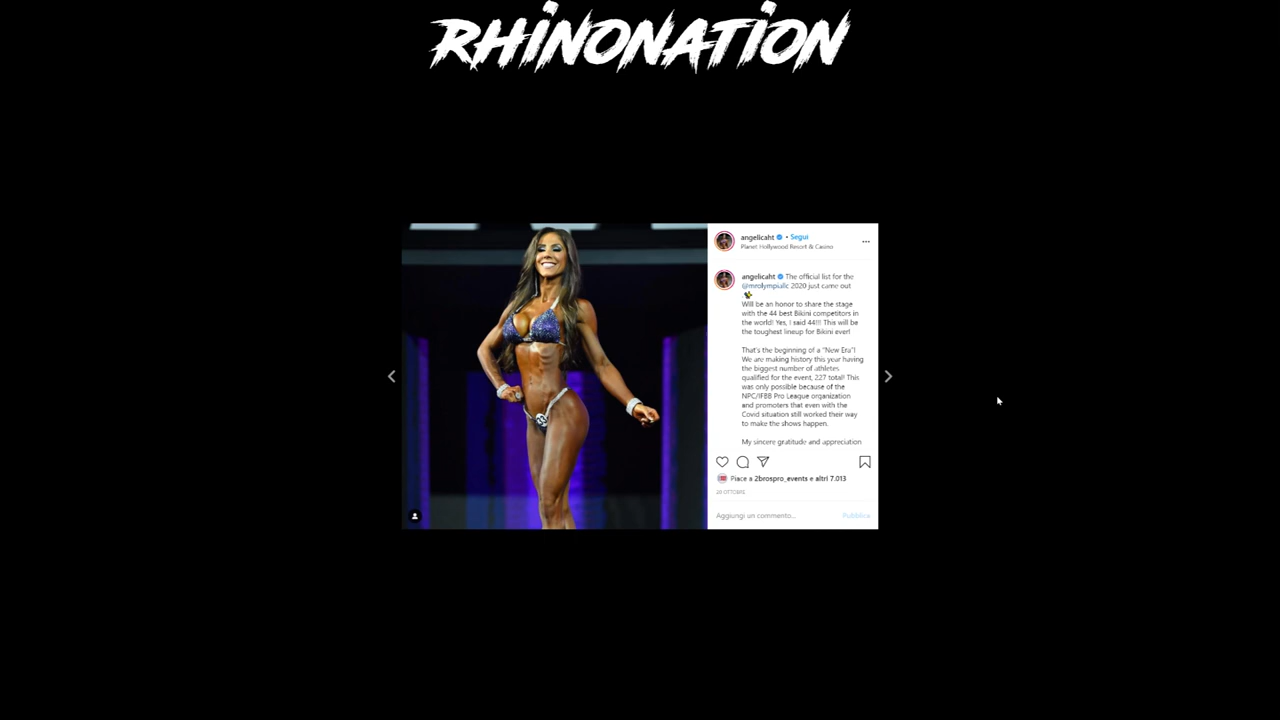 RHINONATION
angelicaht • Segui
Planet Hollywood Resort & Casino
angelicaht The official list for the
@mrolympiallc 2020 just came out
Will be an honor to share the stage
with the 44 best Bikini competitors in
the world! Yes, I said 44!!! This will be
the toughest lineup for Bikini ever!
That's the beginning of a "New Era"!
We are making history this year having
the biggest number of athletes
qualified for the event, 227 total! This
was only possible because of the
NPC/IFBB Pro League organization
and promoters that even with the
Covid situation still worked their way
to make the shows happen.
My sincere gratitude and appreciation
Piace a 2brospro_events e altri 7.013
20 OTTOBRE
Aggiungi un commento...
Pubblica